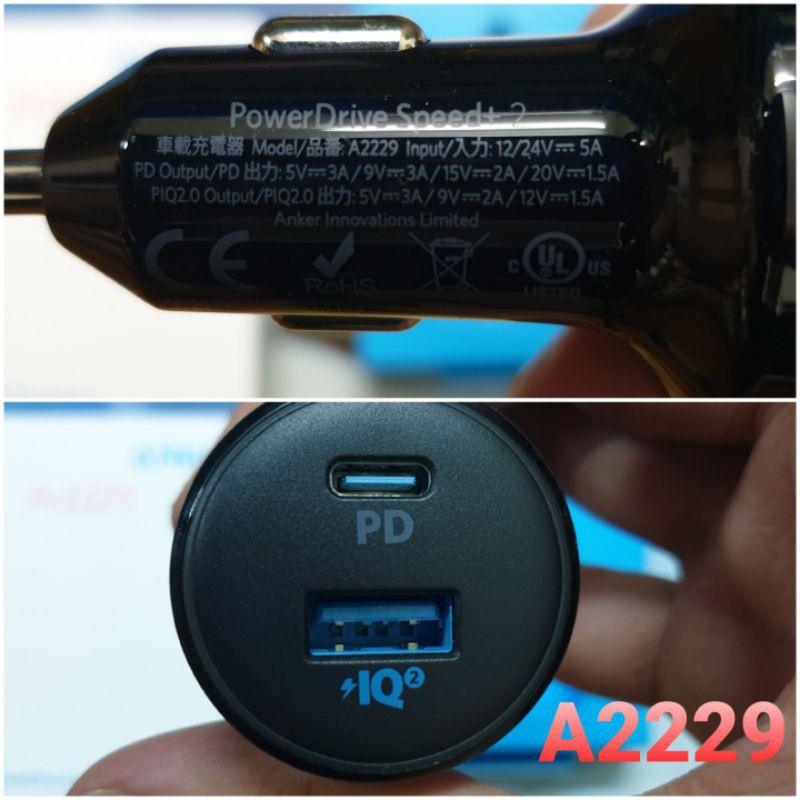 PowerDrive Speed+ 2
車載充電器 Model/品番: A2229 Input/入力: 12/24V⎓5A
PD Output/PD 出力: 5V⎓3A / 9V⎓3A / 15V⎓2A / 20V⎓1.5A
PIQ2.0 Output/PIQ2.0 出力: 5V⎓3A / 9V⎓2A / 12V⎓1.5A
Anker Innovations Limited
CE
RoHS
C UL US
LISTED
A2229
PD
IQ2
A2229